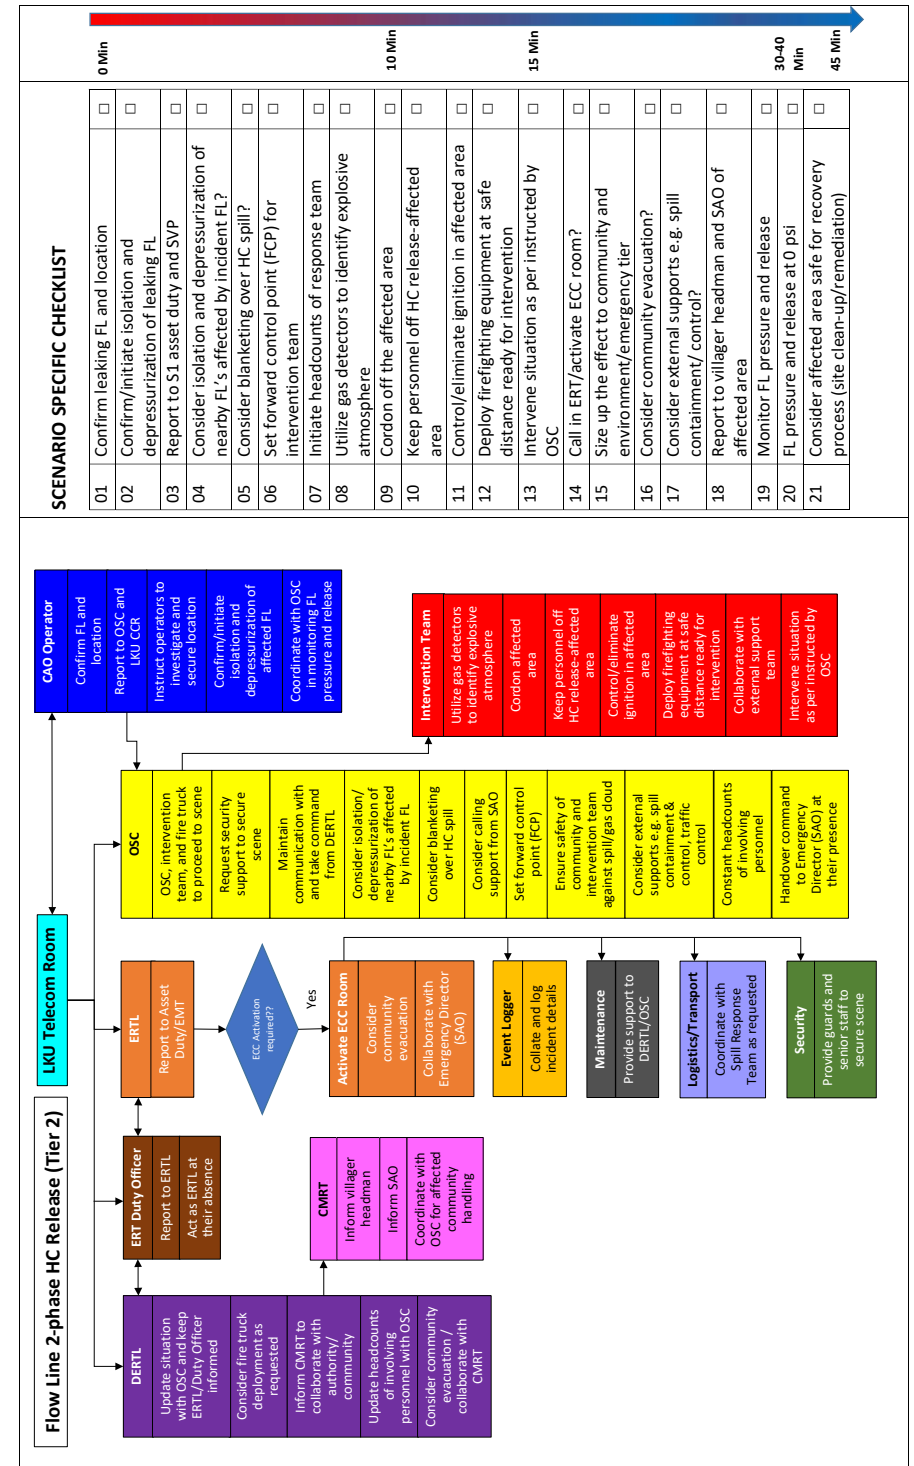 Flow Line 2-phase HC Release (Tier 2)
LKU Telecom Room
DERTL
Update situation
with OSC and keep
ERTL/Duty Officer
informed
Consider fire truck
deployment as
requested
Inform CMRT to
collaborate with
authority/
community
Update headcounts
of involving
personnel with OSC
Consider community
evacuation /
collaborate with
CMRT
ERT Duty Officer
Report to ERTL
Act as ERTL at
their absence
CMRT
Inform villager
headman
Inform SAO
Coordinate with
OSC for affected
community
handling
ERTL
Report to Asset
Duty/EMT
ECC Activation
required??
Yes
Activate ECC Room
Consider
community
evacuation
Collaborate with
Emergency Director
(SAO)
Event Logger
Collate and log
incident details
Maintenance
Provide support to
DERTL/OSC
Logistics/Transport
Coordinate with
Spill Response
Team as requested
Security
Provide guards and
senior staff to
secure scene
OSC
OSC, intervention
team, and fire truck
to proceed to scene
Request security
support to secure
scene
Maintain
communication with
and take command
from DERTL
Consider isolation/
depressurization of
nearby FL's affected
by incident FL
Consider blanketing
over HC spill
Consider calling
support from SAO
Set forward control
point (FCP)
Ensure safety of
community and
intervention team
against spill/gas cloud
Consider external
supports e.g. spill
containment &
control, traffic
control
Constant headcounts
of involving
personnel
Handover command
to Emergency
Director (SAO) at
their presence
CAO Operator
Confirm FL and
location
Report to OSC and
LKU CCR
Instruct operators to
investigate and
secure location
Confirm/initiate
isolation and
depressurization of
affected FL
Coordinate with OSC
in monitoring FL
pressure and release
Intervention Team
Utilize gas detectors
to identify explosive
atmosphere
Cordon affected
area
Keep personnel off
HC release-affected
area
Control/eliminate
ignition in affected
area
Deploy firefighting
equipment at safe
distance ready for
intervention
Collaborate with
external support
team
Intervene situation
as per instructed by
OSC
SCENARIO SPECIFIC CHECKLIST
01 Confirm leaking FL and location ☐
02 Confirm/initiate isolation and ☐
depressurization of leaking FL
03 Report to S1 asset duty and SVP ☐
04 Consider isolation and depressurization of ☐
nearby FL's affected by incident FL?
05 Consider blanketing over HC spill? ☐
06 Set forward control point (FCP) for ☐
intervention team
07 Initiate headcounts of response team ☐
08 Utilize gas detectors to identify explosive ☐
atmosphere
09 Cordon off the affected area ☐
10 Keep personnel off HC release-affected ☐
area
11 Control/eliminate ignition in affected area ☐
12 Deploy firefighting equipment at safe ☐
distance ready for intervention
13 Intervene situation as per instructed by ☐
OSC
14 Call in ERT/activate ECC room? ☐
15 Size up the effect to community and ☐
environment/emergency tier
16 Consider community evacuation? ☐
17 Consider external supports e.g. spill ☐
containment/ control?
18 Report to villager headman and SAO of ☐
affected area
19 Monitor FL pressure and release ☐
20 FL pressure and release at 0 psi ☐
21 Consider affected area safe for recovery ☐
process (site clean-up/remediation)
0 Min
10 Min
15 Min
30-40
Min
45 Min